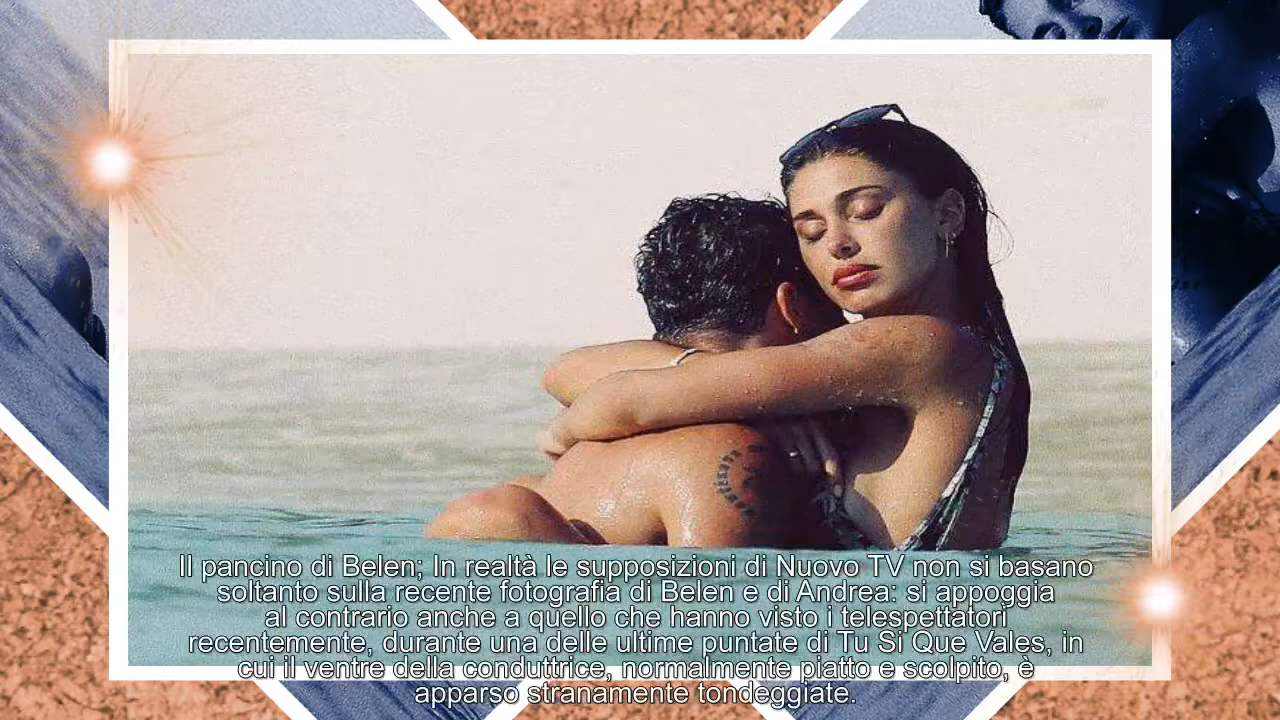 Il pancino di Belen; In realtà le supposizioni di Nuovo TV non si basano
soltanto sulla recente fotografia di Belen e di Andrea: si appoggia
al contrario anche a quello che hanno visto i telespettatori
recentemente, durante una delle ultime puntate di Tu Si Que Vales, in
cui il ventre della conduttrice, normalmente piatto e scolpito, è
apparso stranamente tondeggiate.